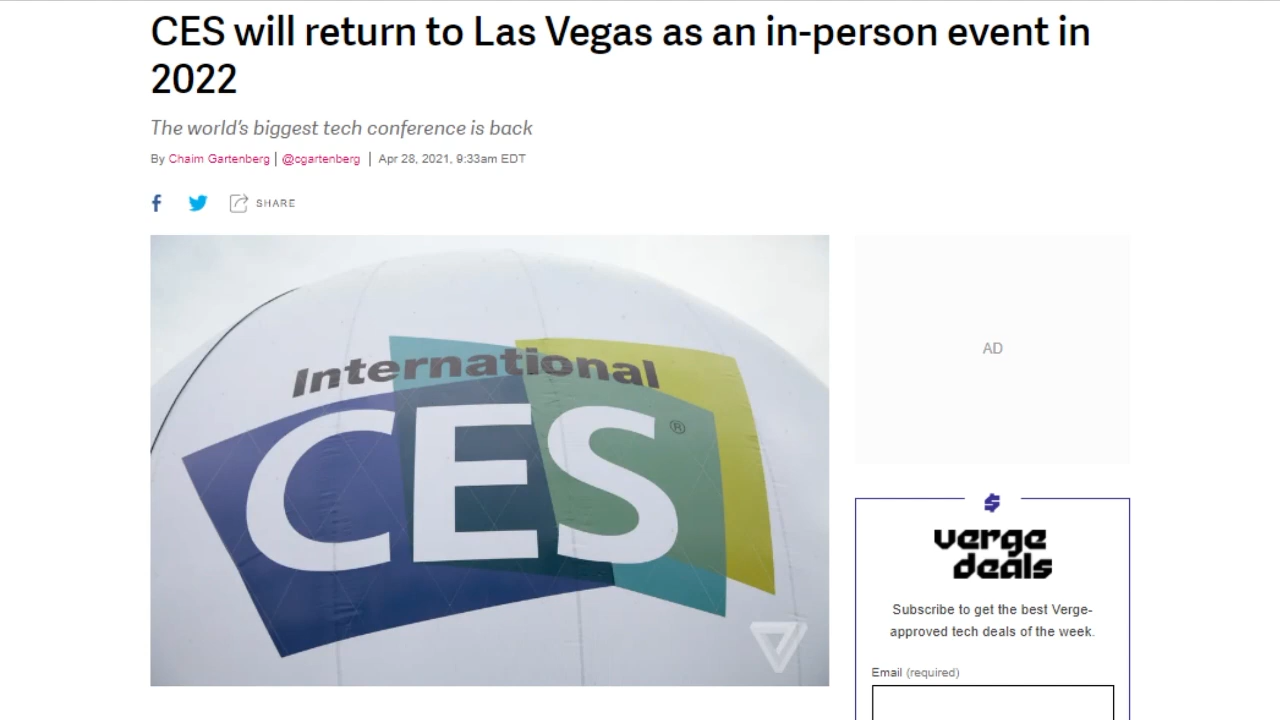 CES will return to Las Vegas as an in-person event in
2022
The world's biggest tech conference is back
By Chaim Gartenberg | @cgartenberg | Apr 28, 2021, 9:33am EDT
SHARE
International
CES®
AD
verge
deals
Subscribe to get the best Verge-
approved tech deals of the week.
Email (required)